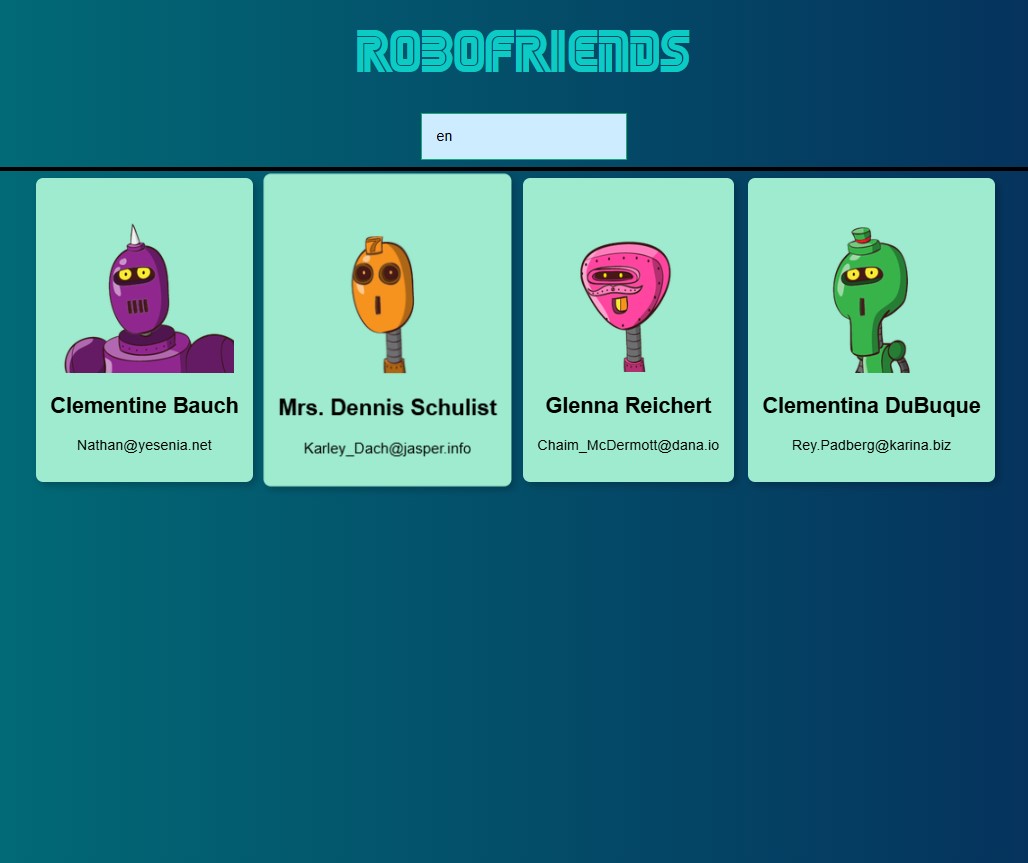 ROBOFRIENDS
en
Clementine Bauch
Nathan@yesenia.net
Mrs. Dennis Schulist
Karley_Dach@jasper.info
Glenna Reichert
Chaim_McDermott@dana.io
Clementina DuBuque
Rey.Padberg@karina.biz